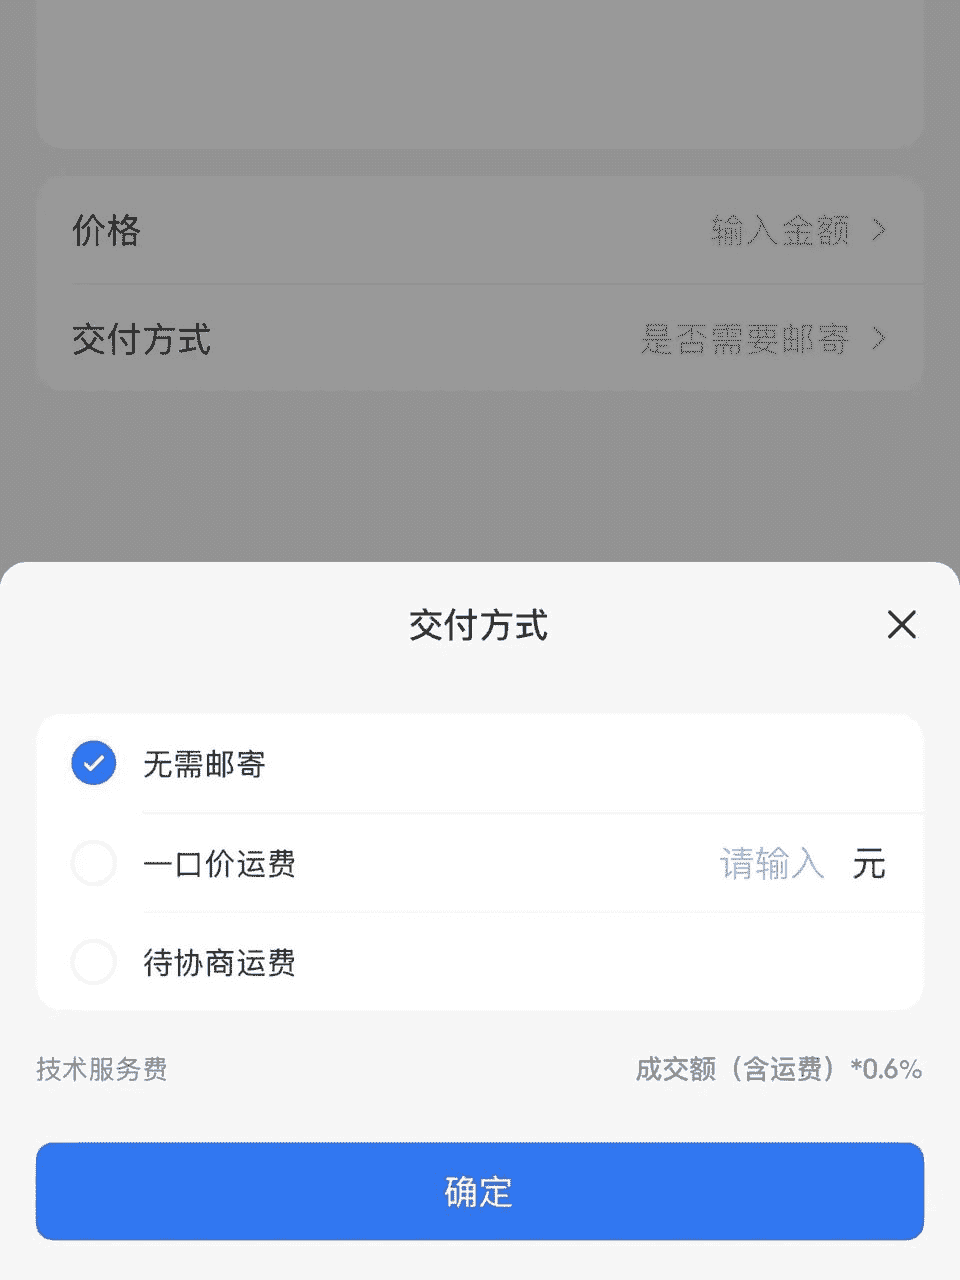 价格 输入金额
交付方式 是否需要邮寄
交付方式
无需邮寄
一口价运费 请输入 元
待协商运费
技术服务费 成交额（含运费）*0.6%
确定